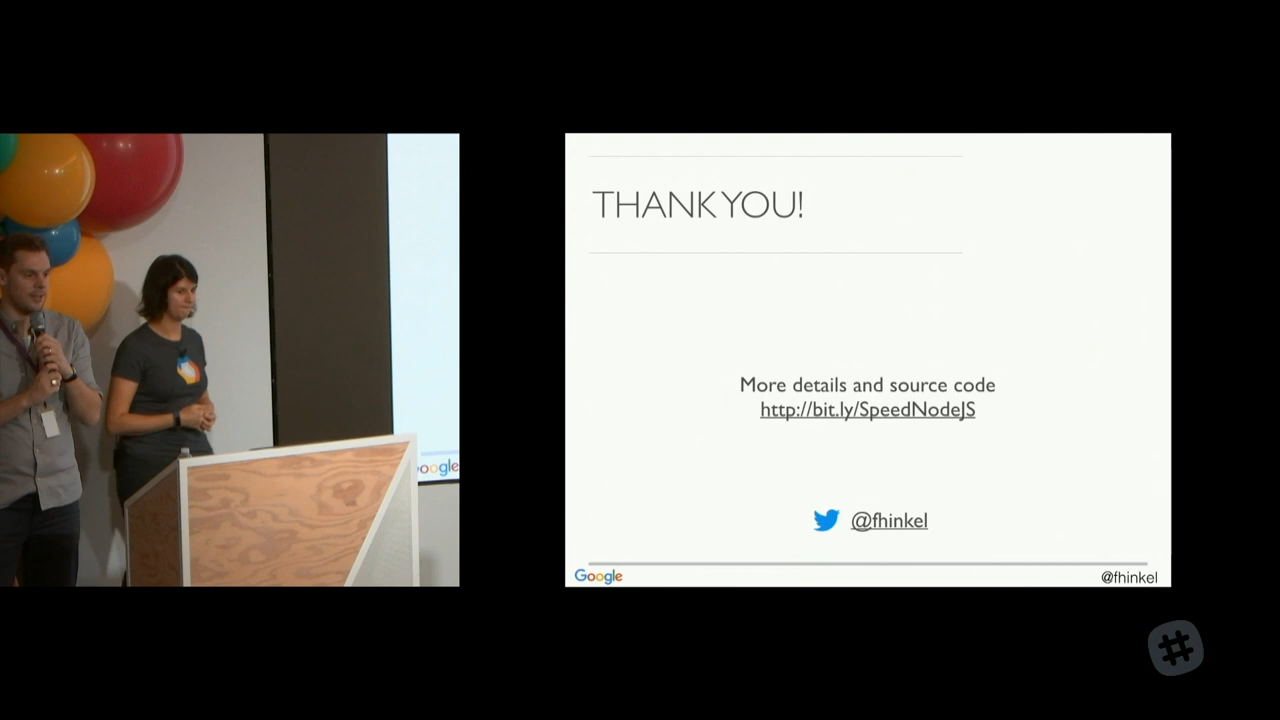 THANK YOU!
More details and source code
http://bit.ly/SpeedNodeJS
@fhinkel
Google
@fhinkel
oogle